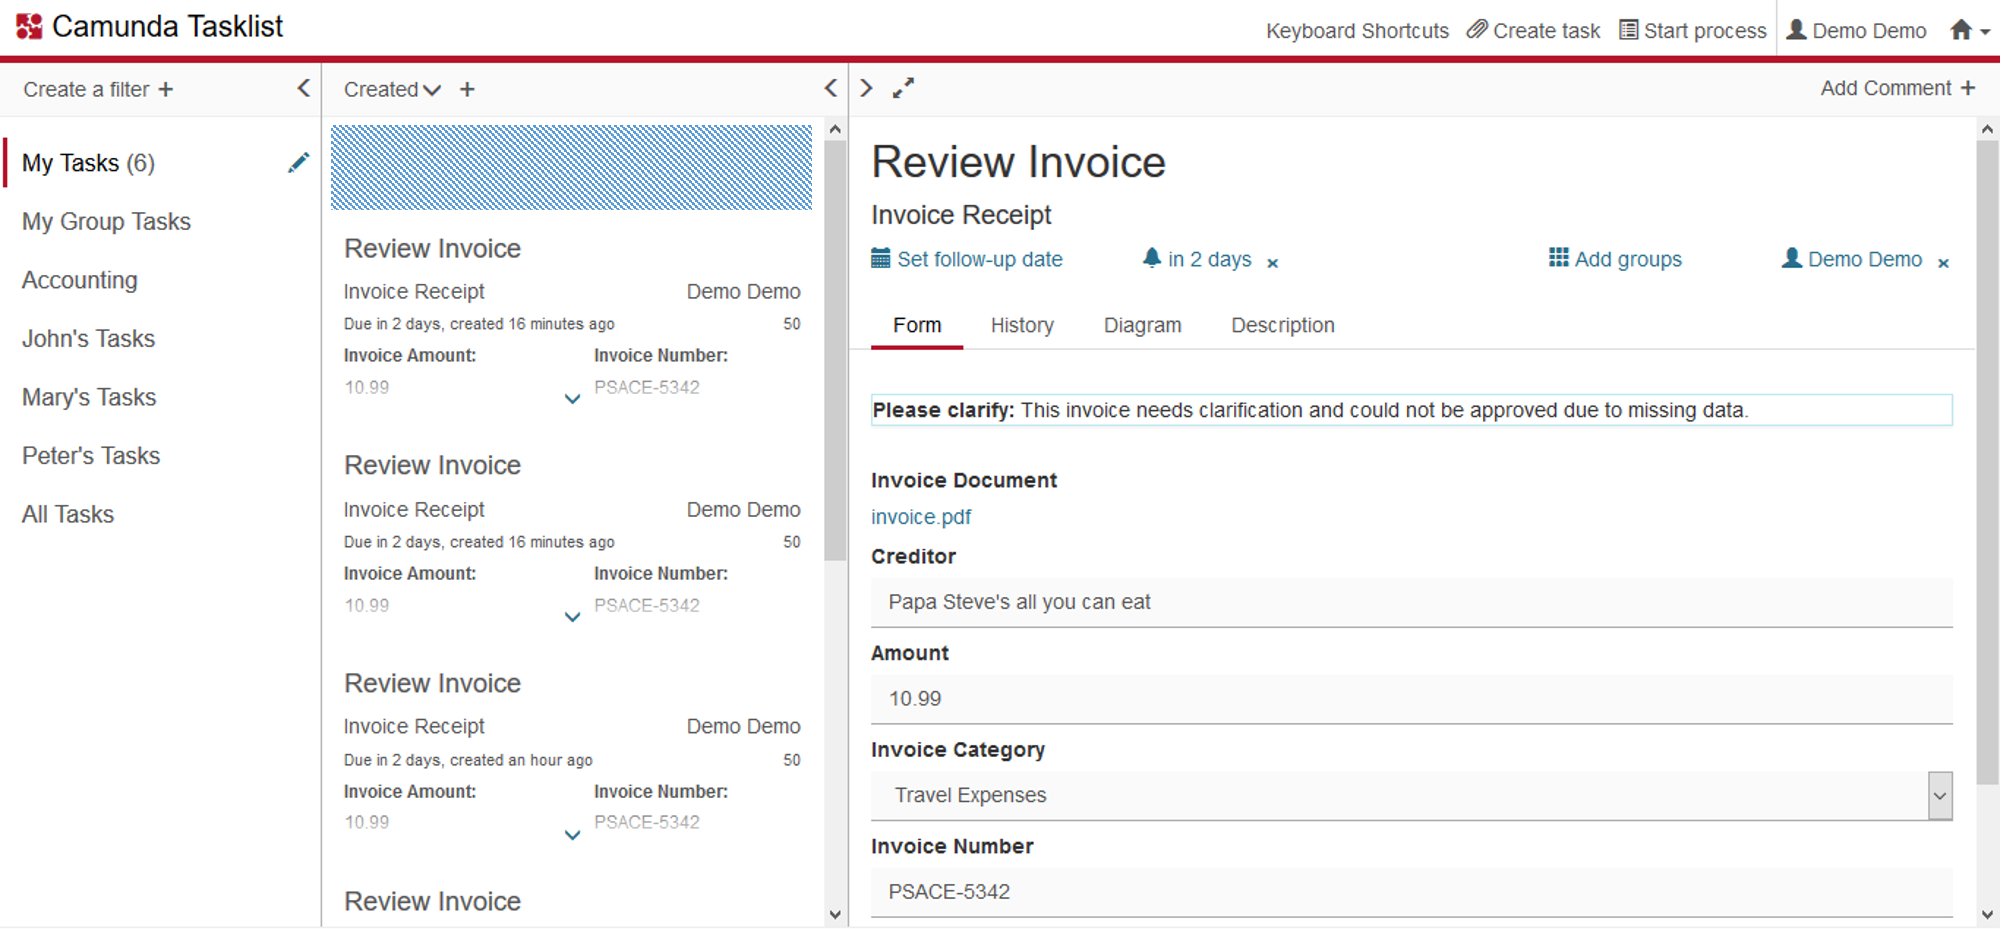 Camunda Tasklist
Keyboard Shortcuts Create task Start process Demo Demo
Create a filter +
Created +
Add Comment +
My Tasks (6)
My Group Tasks
Accounting
John's Tasks
Mary's Tasks
Peter's Tasks
All Tasks
Review Invoice
Invoice Receipt Demo Demo
Due in 2 days, created 16 minutes ago 50
Invoice Amount: Invoice Number:
10.99 PSACE-5342
Review Invoice
Invoice Receipt Demo Demo
Due in 2 days, created 16 minutes ago 50
Invoice Amount: Invoice Number:
10.99 PSACE-5342
Review Invoice
Invoice Receipt Demo Demo
Due in 2 days, created an hour ago 50
Invoice Amount: Invoice Number:
10.99 PSACE-5342
Review Invoice
Review Invoice
Invoice Receipt
Set follow-up date in 2 days × Add groups Demo Demo ×
Form History Diagram Description
Please clarify: This invoice needs clarification and could not be approved due to missing data.
Invoice Document
invoice.pdf
Creditor
Papa Steve's all you can eat
Amount
10.99
Invoice Category
Travel Expenses
Invoice Number
PSACE-5342